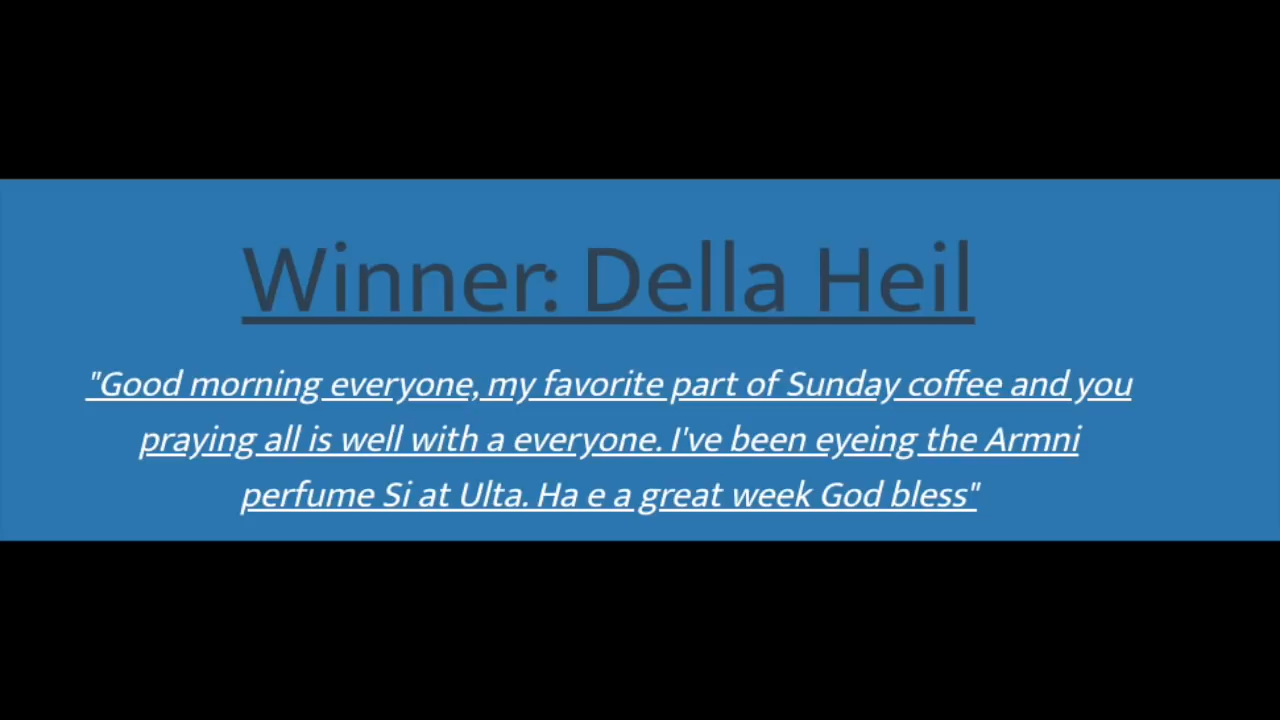 Winner: Della Heil
"Good morning everyone, my favorite part of Sunday coffee and you
praying all is well with a everyone. I've been eyeing the Armni
perfume Si at Ulta. Ha e a great week God bless"